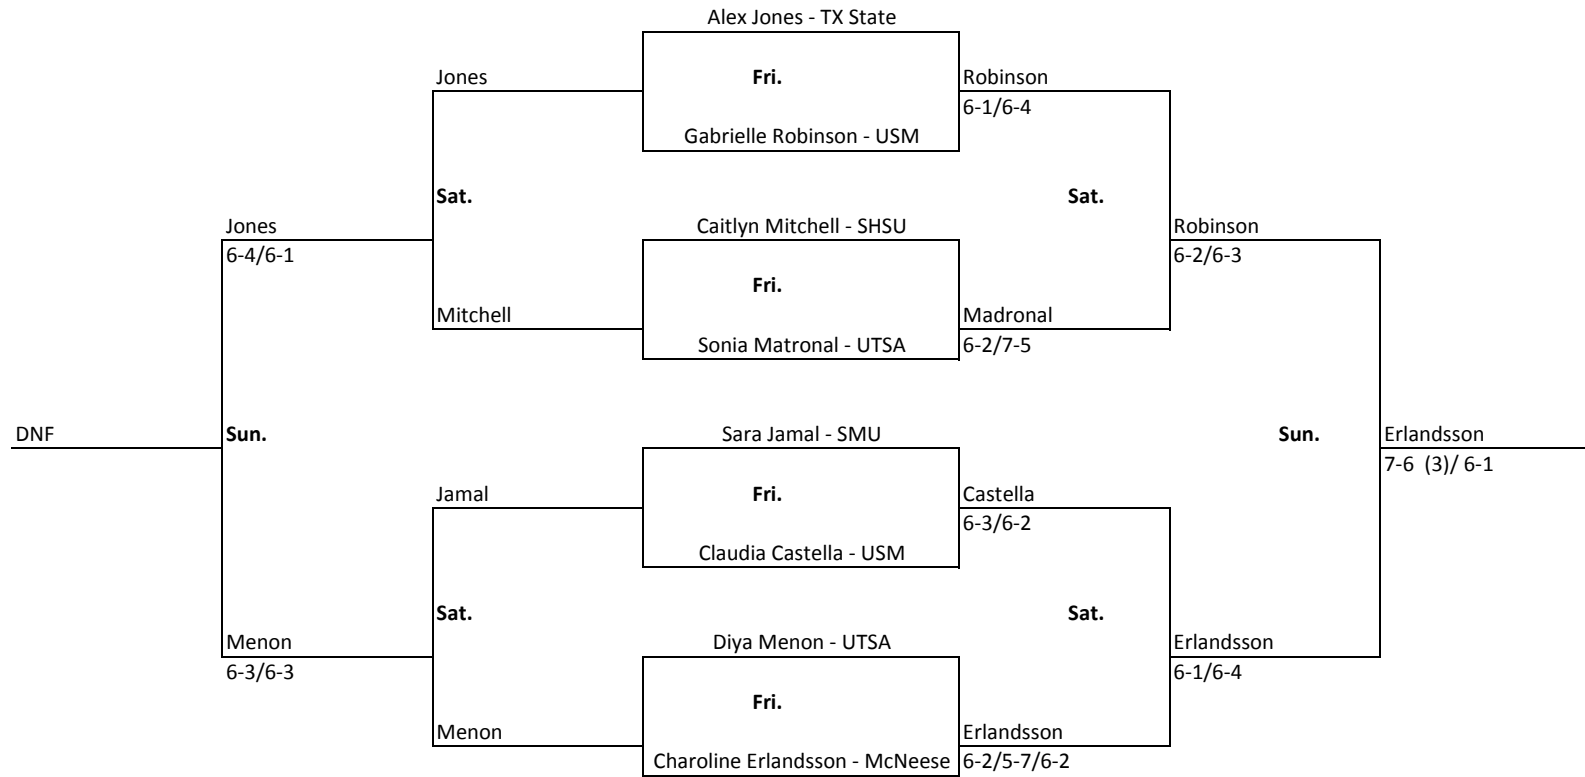 Alex Jones - TX State
Jones
Fri.
Robinson
6-1/6-4
Gabrielle Robinson - USM
Sat.
Sat.
Jones
Caitlyn Mitchell - SHSU
Robinson
6-4/6-1
6-2/6-3
Fri.
Mitchell
Madronal
Sonia Matronal - UTSA
6-2/7-5
DNF
Sun.
Sara Jamal - SMU
Sun.
Erlandsson
7-6 (3)/ 6-1
Jamal
Fri.
Castella
6-3/6-2
Claudia Castella - USM
Sat.
Sat.
Menon
Diya Menon - UTSA
Erlandsson
6-3/6-3
6-1/6-4
Fri.
Menon
Erlandsson
Charoline Erlandsson - McNeese
6-2/5-7/6-2